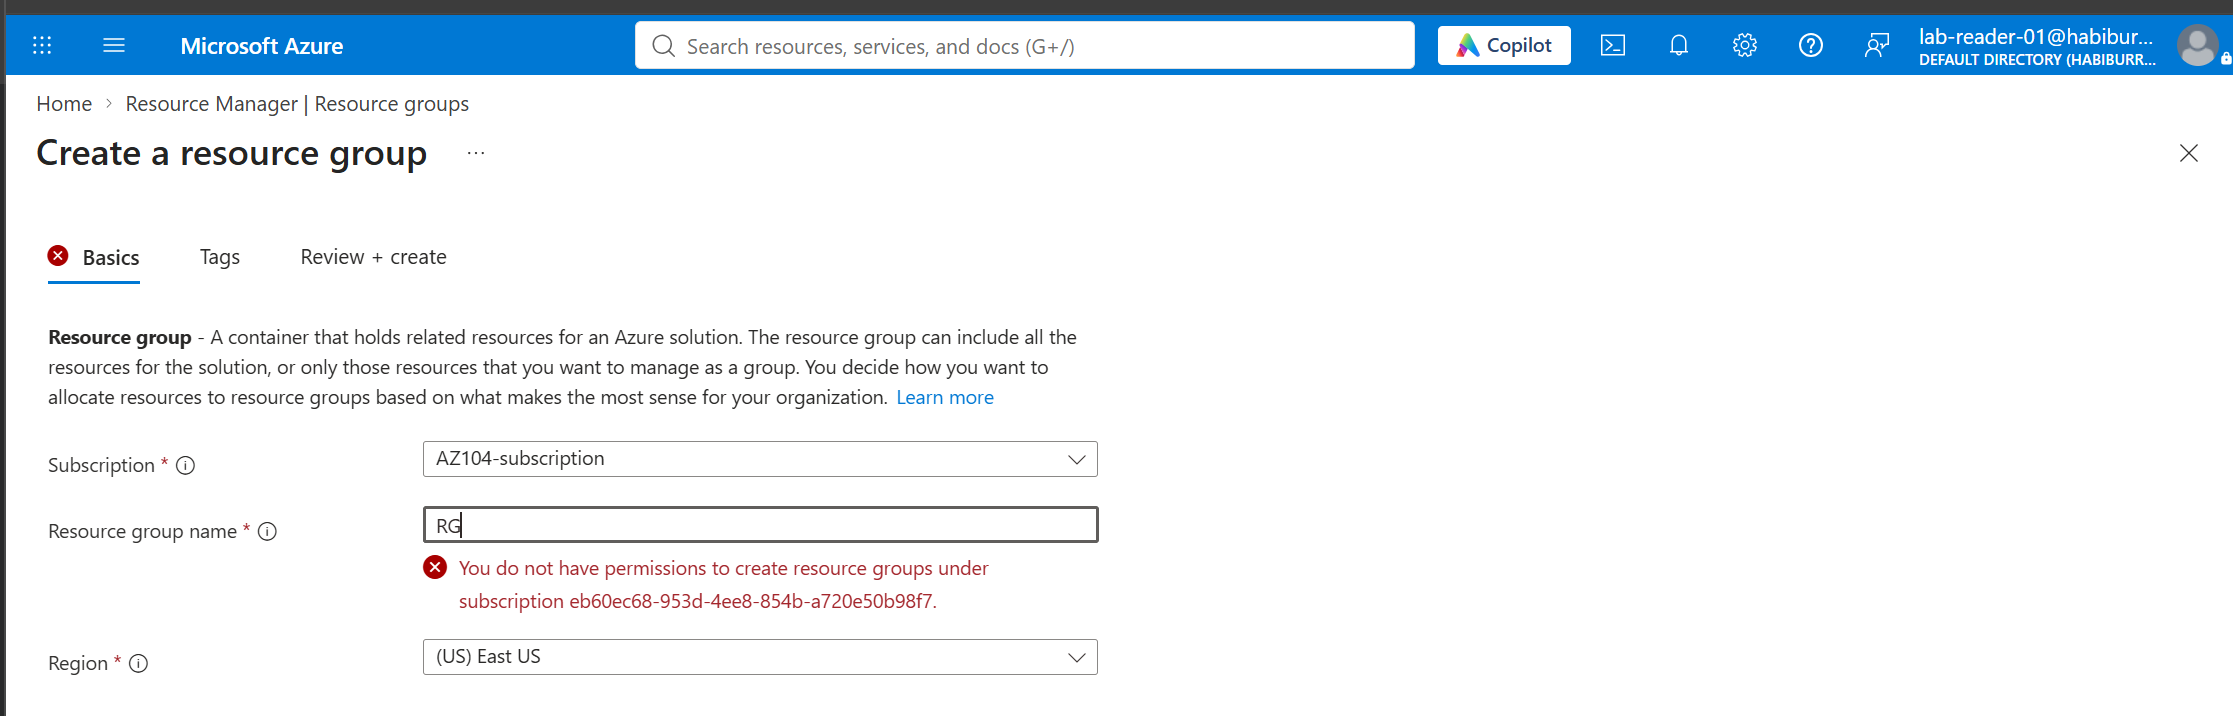 Microsoft Azure
Search resources, services, and docs (G+/)
Copilot
lab-reader-01@habibur...
DEFAULT DIRECTORY (HABIBURR...
Home > Resource Manager | Resource groups
Create a resource group ...
Basics Tags Review + create
Resource group - A container that holds related resources for an Azure solution. The resource group can include all the
resources for the solution, or only those resources that you want to manage as a group. You decide how you want to
allocate resources to resource groups based on what makes the most sense for your organization. Learn more
Subscription * AZ104-subscription
Resource group name * RG
You do not have permissions to create resource groups under
subscription eb60ec68-953d-4ee8-854b-a720e50b98f7.
Region * (US) East US